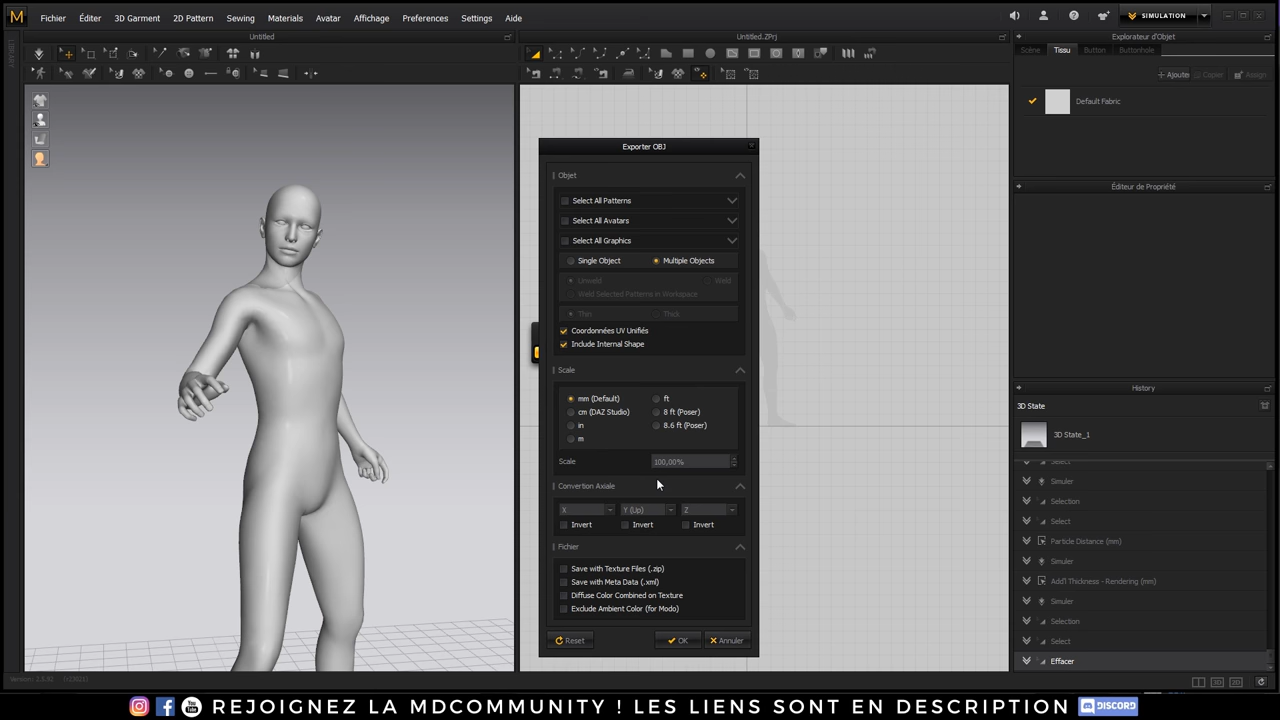 M Fichier Éditer 3D Garment 2D Pattern Sewing Materials Avatar Affichage Preferences Settings Aide SIMULATION
Untitled
Untitled.ZPrj
Explorateur d'Objet
LIBRARY
Scène Tissu Button Buttonhole
Ajoute Copier Assign
Default Fabric
Exporter OBJ
Objet
Select All Patterns
Select All Avatars
Select All Graphics
Single Object Multiple Objects
Unweld Weld
Weld Selected Patterns in Workspace
Thin Thick
Coordonnées UV Unifiés
Include Internal Shape
Scale
mm (Default) ft
cm (DAZ Studio) 8 ft (Poser)
in 8.6 ft (Poser)
m
Scale 100,00%
Convertion Axiale
X Y (Up) Z
Invert Invert Invert
Fichier
Save with Texture Files (.zip)
Save with Meta Data (.xml)
Diffuse Color Combined on Texture
Exclude Ambient Color (for Modo)
Reset OK Annuler
Éditeur de Propriété
History
3D State
3D State_1
Select
Simuler
Selection
Select
Particle Distance (mm)
Simuler
Add'l Thickness - Rendering (mm)
Simuler
Selection
Select
Effacer
REJOIGNEZ LA MDCOMMUNITY ! LES LIENS SONT EN DESCRIPTION DISCORD